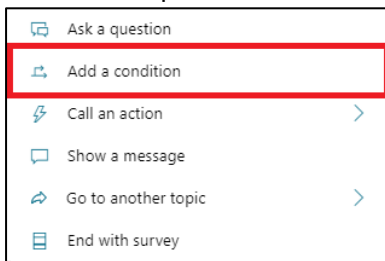 Ask a question
Add a condition
Call an action
Show a message
Go to another topic
End with survey